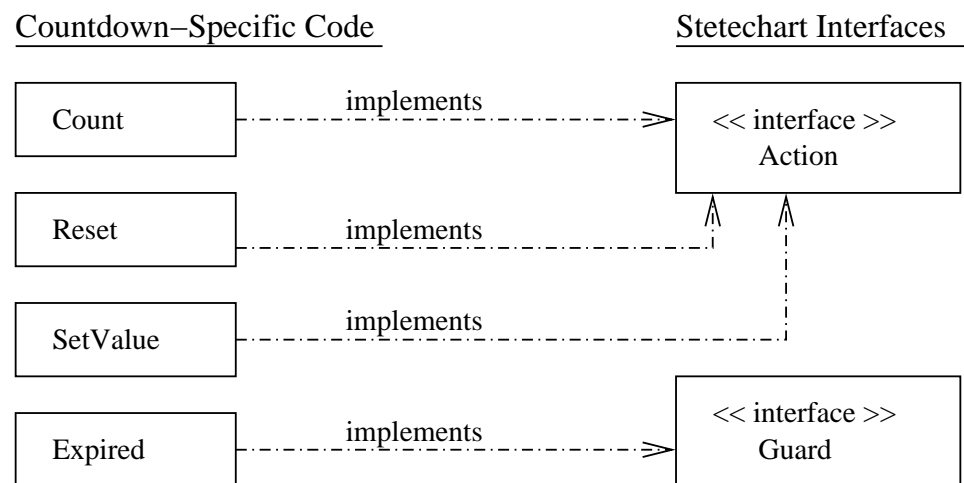 Countdown−Specific Code
Stetechart Interfaces
Count
implements
<< interface >>
Action
Reset
implements
SetValue
implements
Expired
implements
<< interface >>
Guard